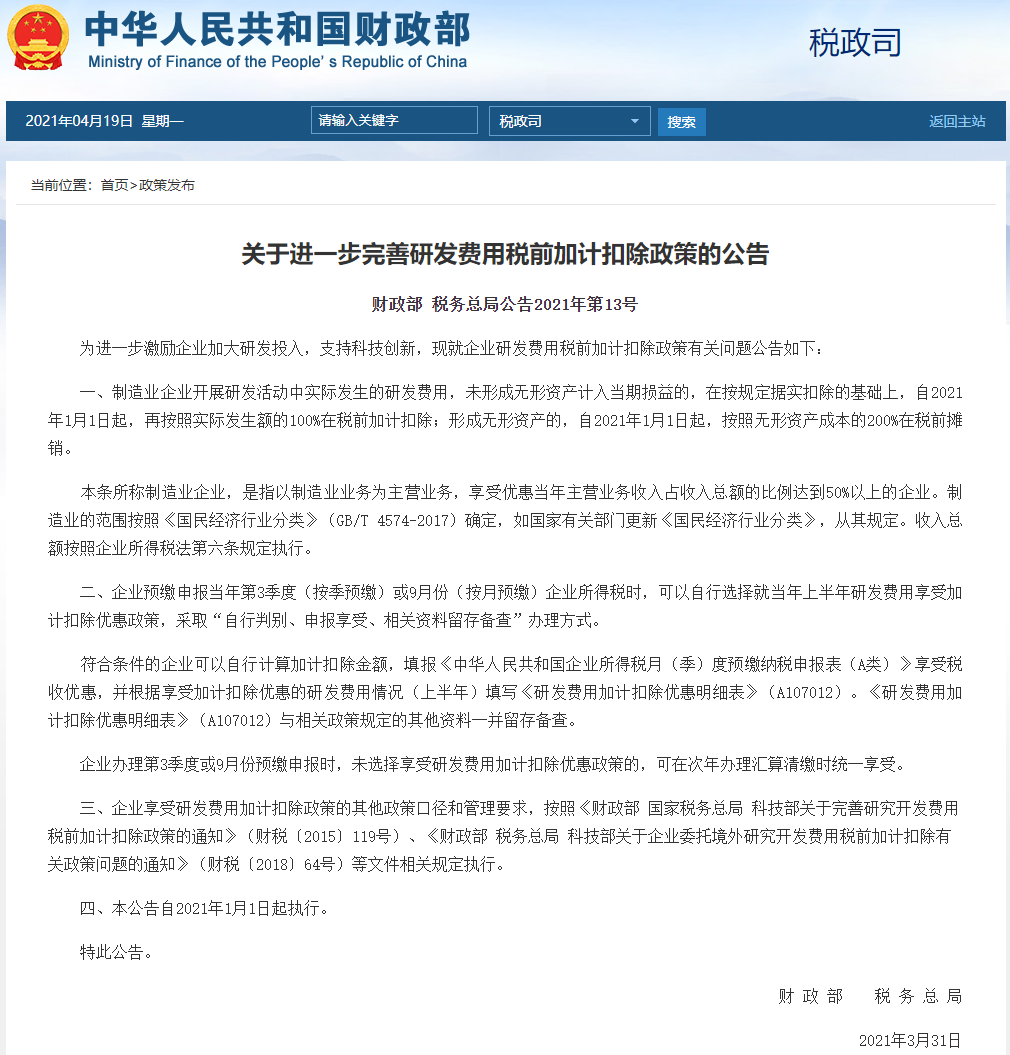 中华人民共和国财政部
Ministry of Finance of the People's Republic of China
税政司
2021年04月19日 星期一
请输入关键字
税政司
搜索
返回主站
当前位置：首页>政策发布
关于进一步完善研发费用税前加计扣除政策的公告
财政部 税务总局公告2021年第13号
为进一步激励企业加大研发投入，支持科技创新，现就企业研发费用税前加计扣除政策有关问题公告如下：
一、制造业企业开展研发活动中实际发生的研发费用，未形成无形资产计入当期损益的，在按规定据实扣除的基础上，自2021
年1月1日起，再按照实际发生额的100%在税前加计扣除；形成无形资产的，自2021年1月1日起，按照无形资产成本的200%在税前摊
销。
本条所称制造业企业，是指以制造业业务为主营业务，享受优惠当年主营业务收入占收入总额的比例达到50%以上的企业。制
造业的范围按照《国民经济行业分类》（GB/T 4574-2017）确定，如国家有关部门更新《国民经济行业分类》，从其规定。收入总
额按照企业所得税法第六条规定执行。
二、企业预缴申报当年第3季度（按季预缴）或9月份（按月预缴）企业所得税时，可以自行选择就当年上半年研发费用享受加
计扣除优惠政策，采取“自行判别、申报享受、相关资料留存备查”办理方式。
符合条件的企业可以自行计算加计扣除金额，填报《中华人民共和国企业所得税月（季）度预缴纳税申报表（A类）》享受税
收优惠，并根据享受加计扣除优惠的研发费用情况（上半年）填写《研发费用加计扣除优惠明细表》（A107012）。《研发费用加
计扣除优惠明细表》（A107012）与相关政策规定的其他资料一并留存备查。
企业办理第3季度或9月份预缴申报时，未选择享受研发费用加计扣除优惠政策的，可在次年办理汇算清缴时统一享受。
三、企业享受研发费用加计扣除政策的其他政策口径和管理要求，按照《财政部 国家税务总局 科技部关于完善研究开发费用
税前加计扣除政策的通知》（财税〔2015〕119号）、《财政部 税务总局 科技部关于企业委托境外研究开发费用税前加计扣除有
关政策问题的通知》（财税〔2018〕64号）等文件相关规定执行。
四、本公告自2021年1月1日起执行。
特此公告。
财 政 部  税 务 总 局
2021年3月31日